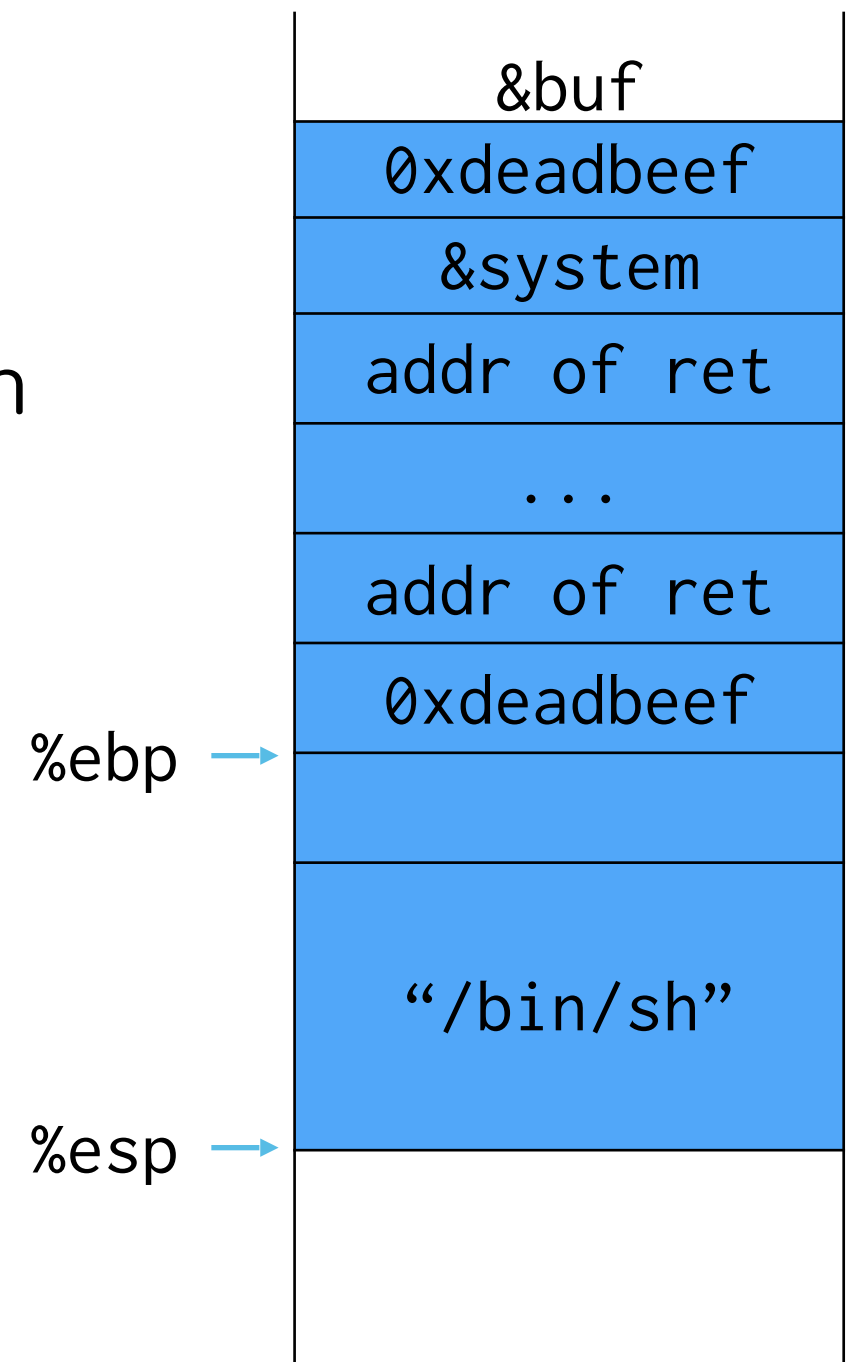 &buf
0xdeadbeef
&system
addr of ret
...
addr of ret
0xdeadbeef
%ebp
“/bin/sh”
%esp